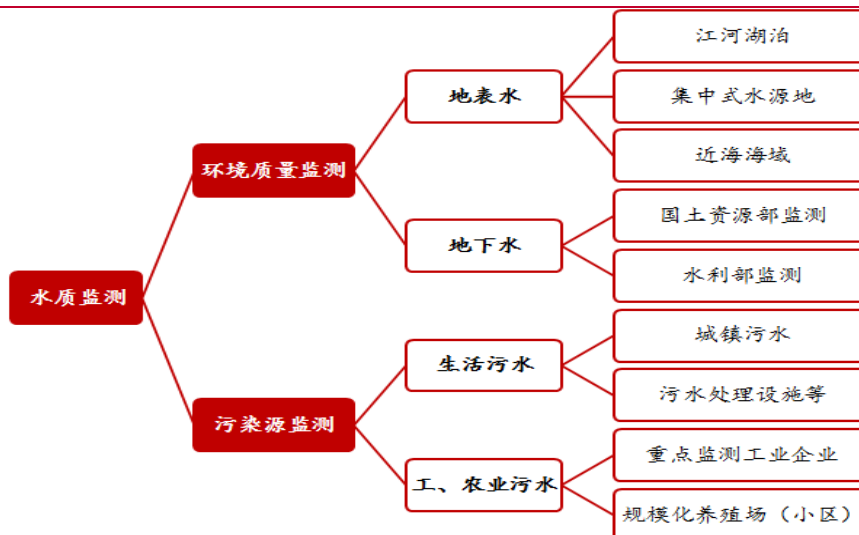 水质监测
环境质量监测
地表水
江河湖泊
集中式水源地
近海海域
地下水
国土资源部监测
水利部监测
污染源监测
生活污水
城镇污水
污水处理设施等
工、农业污水
重点监测工业企业
规模化养殖场（小区）